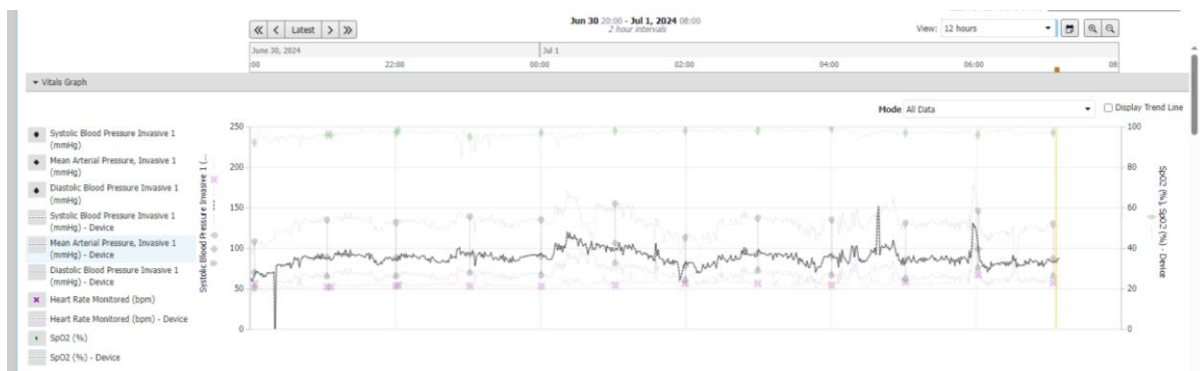 Jun 30 20:00 - Jul 1, 2024 08:00
2 hour intervals
Latest
View: 12 hours
June 30, 2024 Jul 1
:00 22:00 00:00 02:00 04:00 06:00 08:
Vitals Graph
Mode All Data Display Trend Line
Systolic Blood Pressure Invasive 1
(mmHg)
Mean Arterial Pressure, Invasive 1
(mmHg)
Diastolic Blood Pressure Invasive 1
(mmHg)
Systolic Blood Pressure Invasive 1
(mmHg) - Device
Mean Arterial Pressure, Invasive 1
(mmHg) - Device
Diastolic Blood Pressure Invasive 1
(mmHg) - Device
Heart Rate Monitored (bpm)
Heart Rate Monitored (bpm) - Device
SpO2 (%)
SpO2 (%) - Device
Systolic Blood Pressure Invasive 1 (...
250
200
150
100
50
0
100
80
60
40
20
0
SpO2 (%), SpO2 (%) - Device